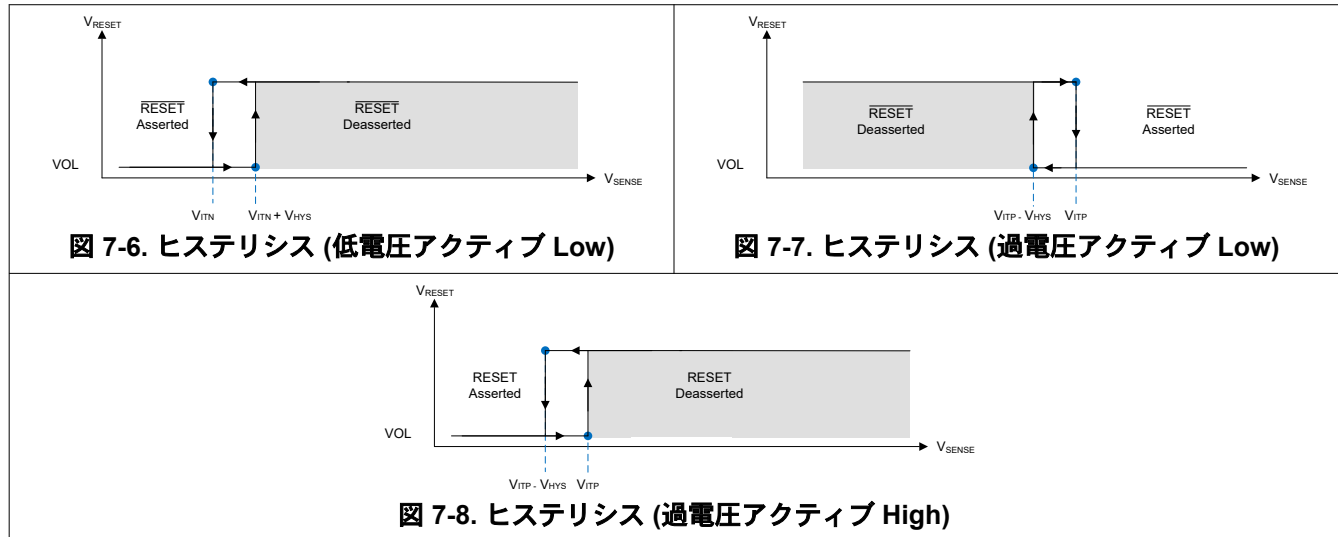 VRESET
RESET
Asserted
RESET
Deasserted
VOL
VSENSE
VITN
VITN + VHYS
図 7-6. ヒステリシス (低電圧アクティブ Low)
VRESET
RESET
Deasserted
RESET
Asserted
VOL
VSENSE
VITP - VHYS
VITP
図 7-7. ヒステリシス (過電圧アクティブ Low)
VRESET
RESET
Asserted
RESET
Deasserted
VOL
VSENSE
VITP - VHYS
VITP
図 7-8. ヒステリシス (過電圧アクティブ High)